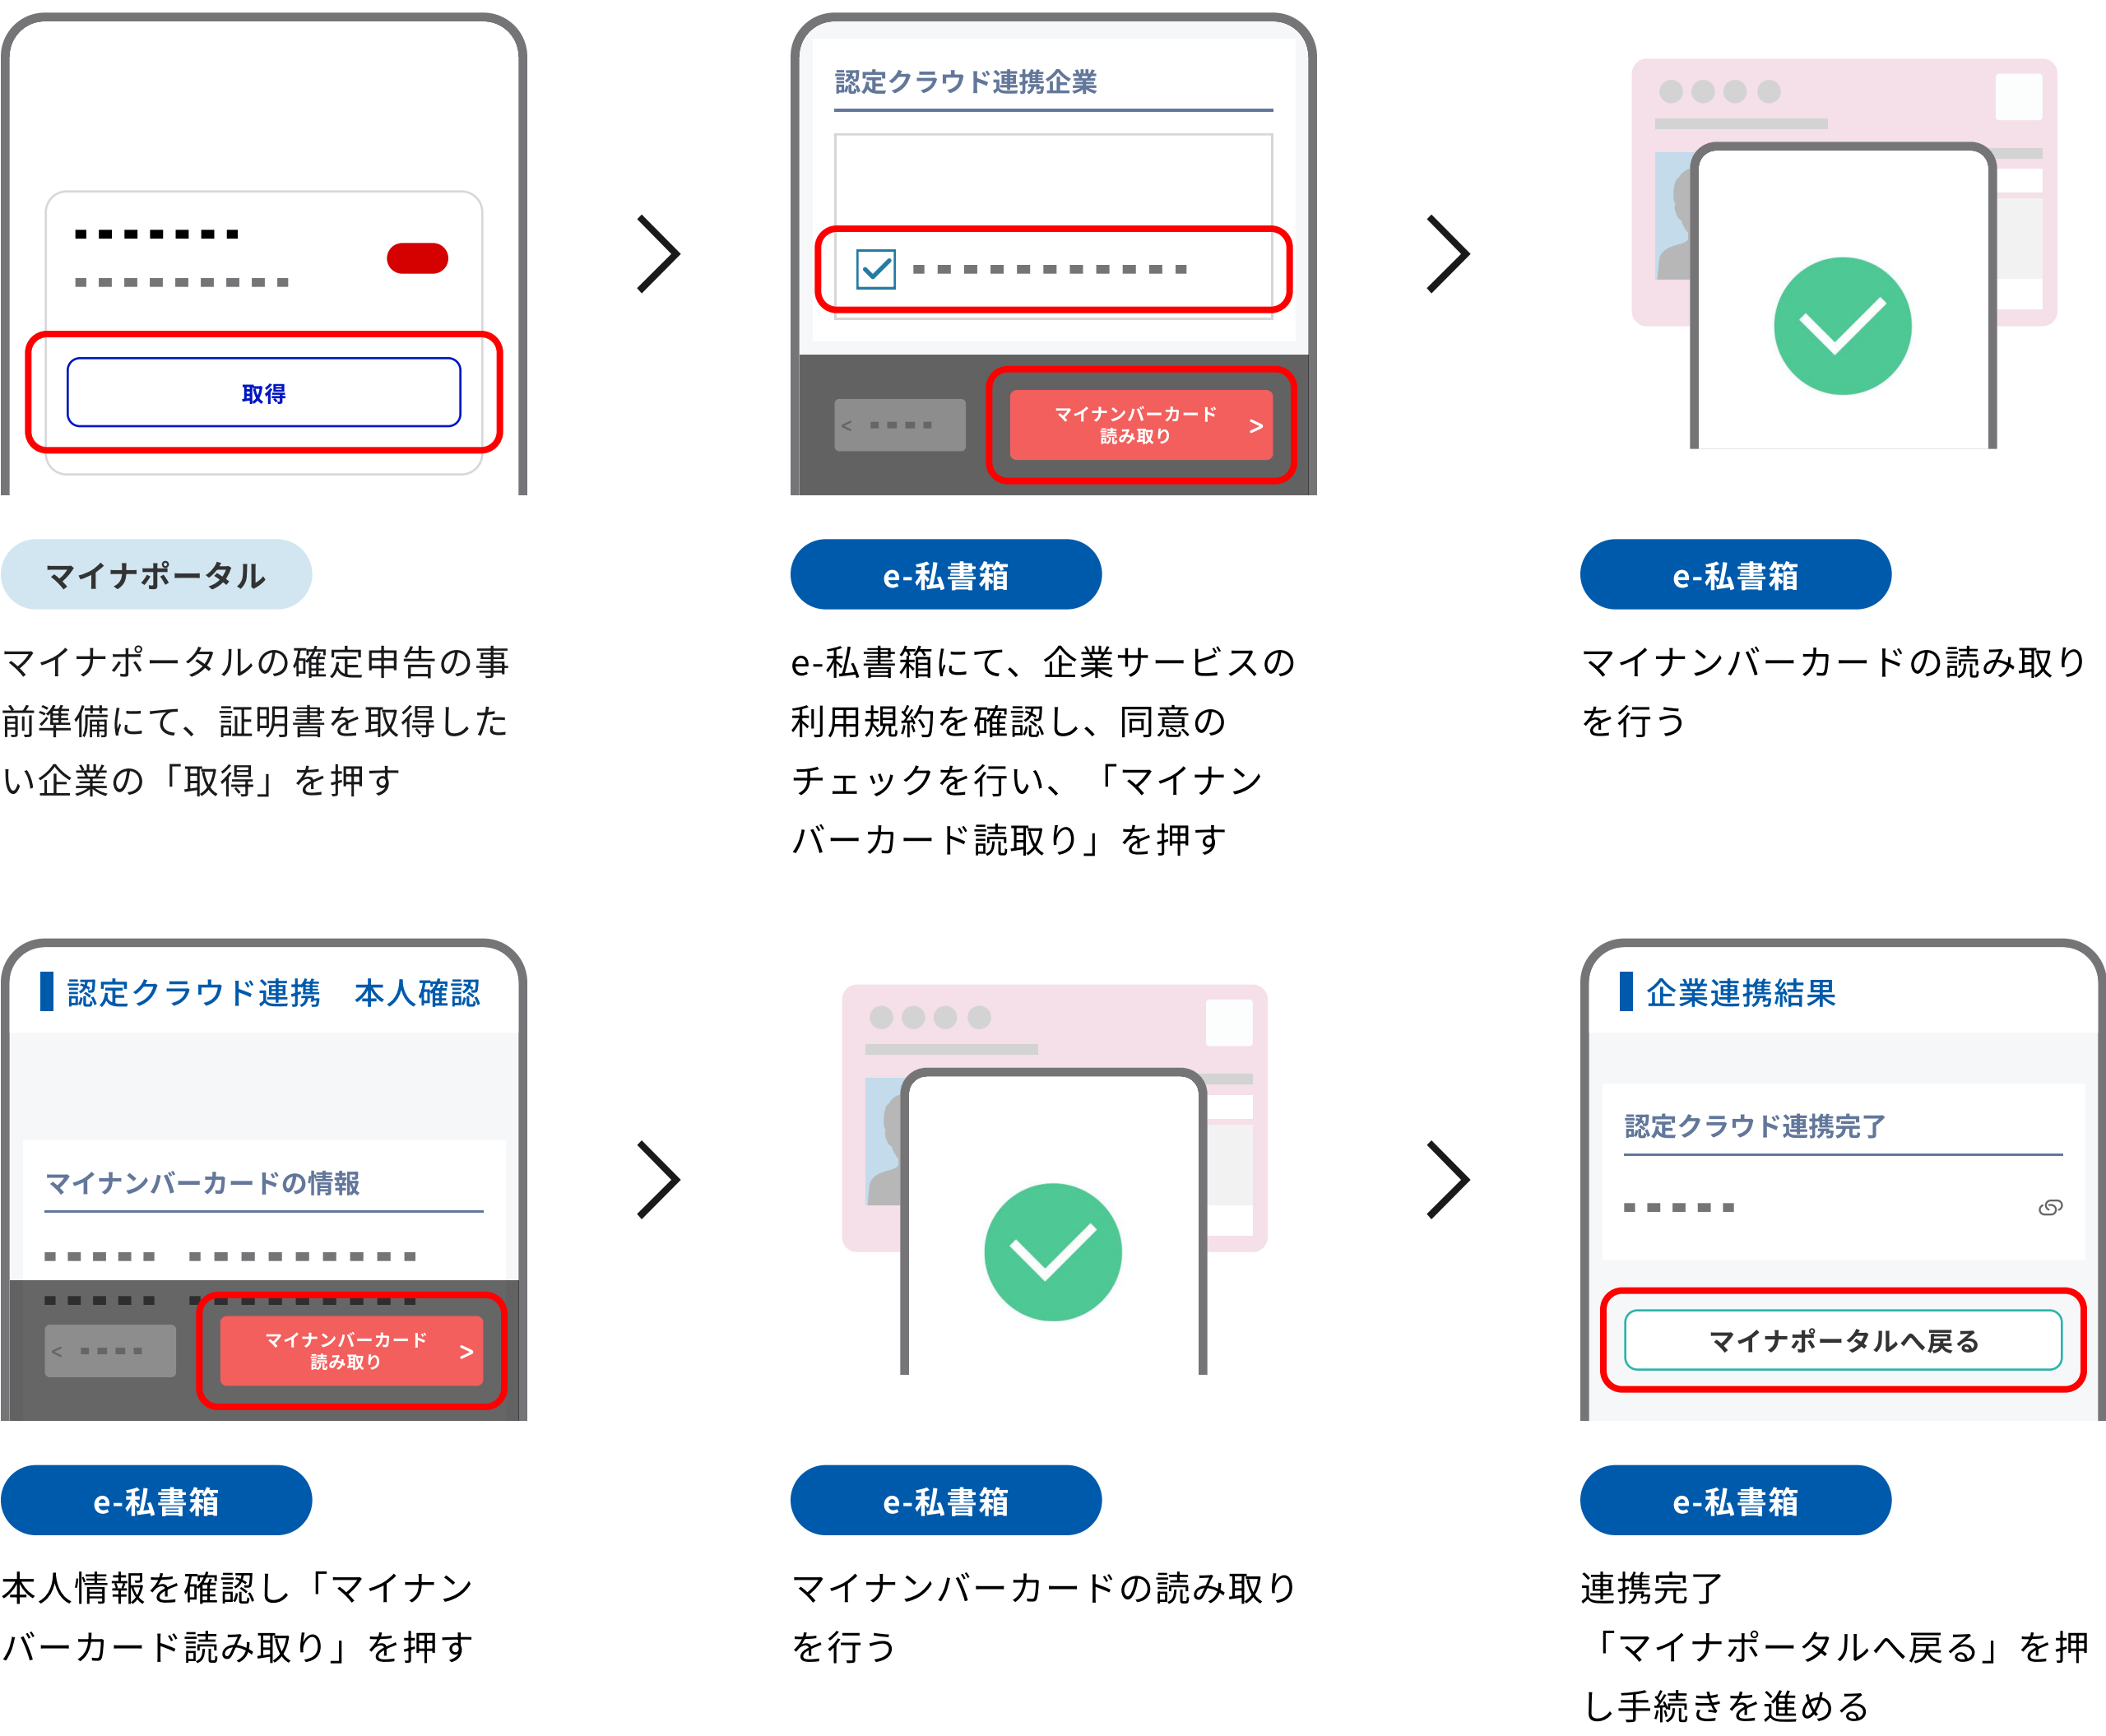 取得
マイナポータル
マイナポータルの確定申告の事
前準備にて、証明書を取得した
い企業の「取得」を押す
認定クラウド連携企業
マイナンバーカード
読み取り
>
<
e-私書箱
e-私書箱にて、企業サービスの
利用規約を確認し、同意の
チェックを行い、「マイナン
バーカード読取り」を押す
e-私書箱
マイナンバーカードの読み取り
を行う
認定クラウド連携　本人確認
マイナンバーカードの情報
マイナンバーカード
読み取り
>
<
e-私書箱
本人情報を確認し「マイナン
バーカード読み取り」を押す
e-私書箱
マイナンバーカードの読み取り
を行う
企業連携結果
認定クラウド連携完了
マイナポータルへ戻る
e-私書箱
連携完了
「マイナポータルへ戻る」を押
し手続きを進める